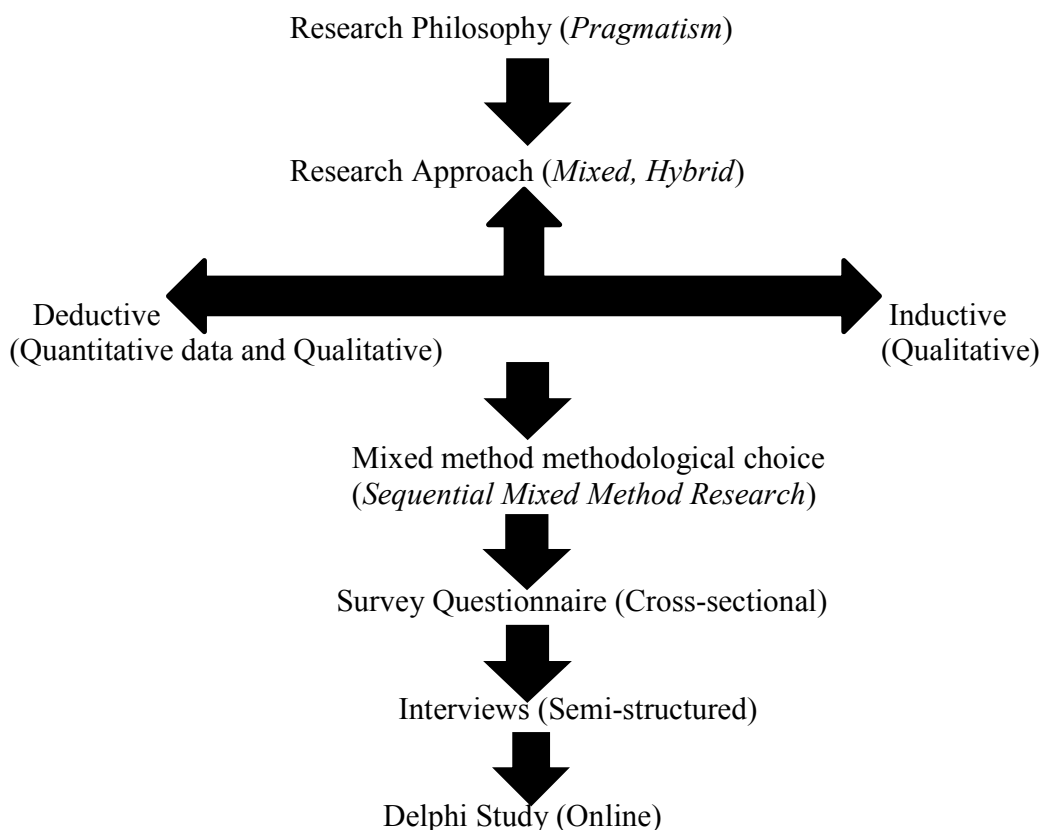 Research Philosophy (Pragmatism)
Research Approach (Mixed, Hybrid)
Deductive
(Quantitative data and Qualitative)
Inductive
(Qualitative)
Mixed method methodological choice
(Sequential Mixed Method Research)
Survey Questionnaire (Cross-sectional)
Interviews (Semi-structured)
Delphi Study (Online)